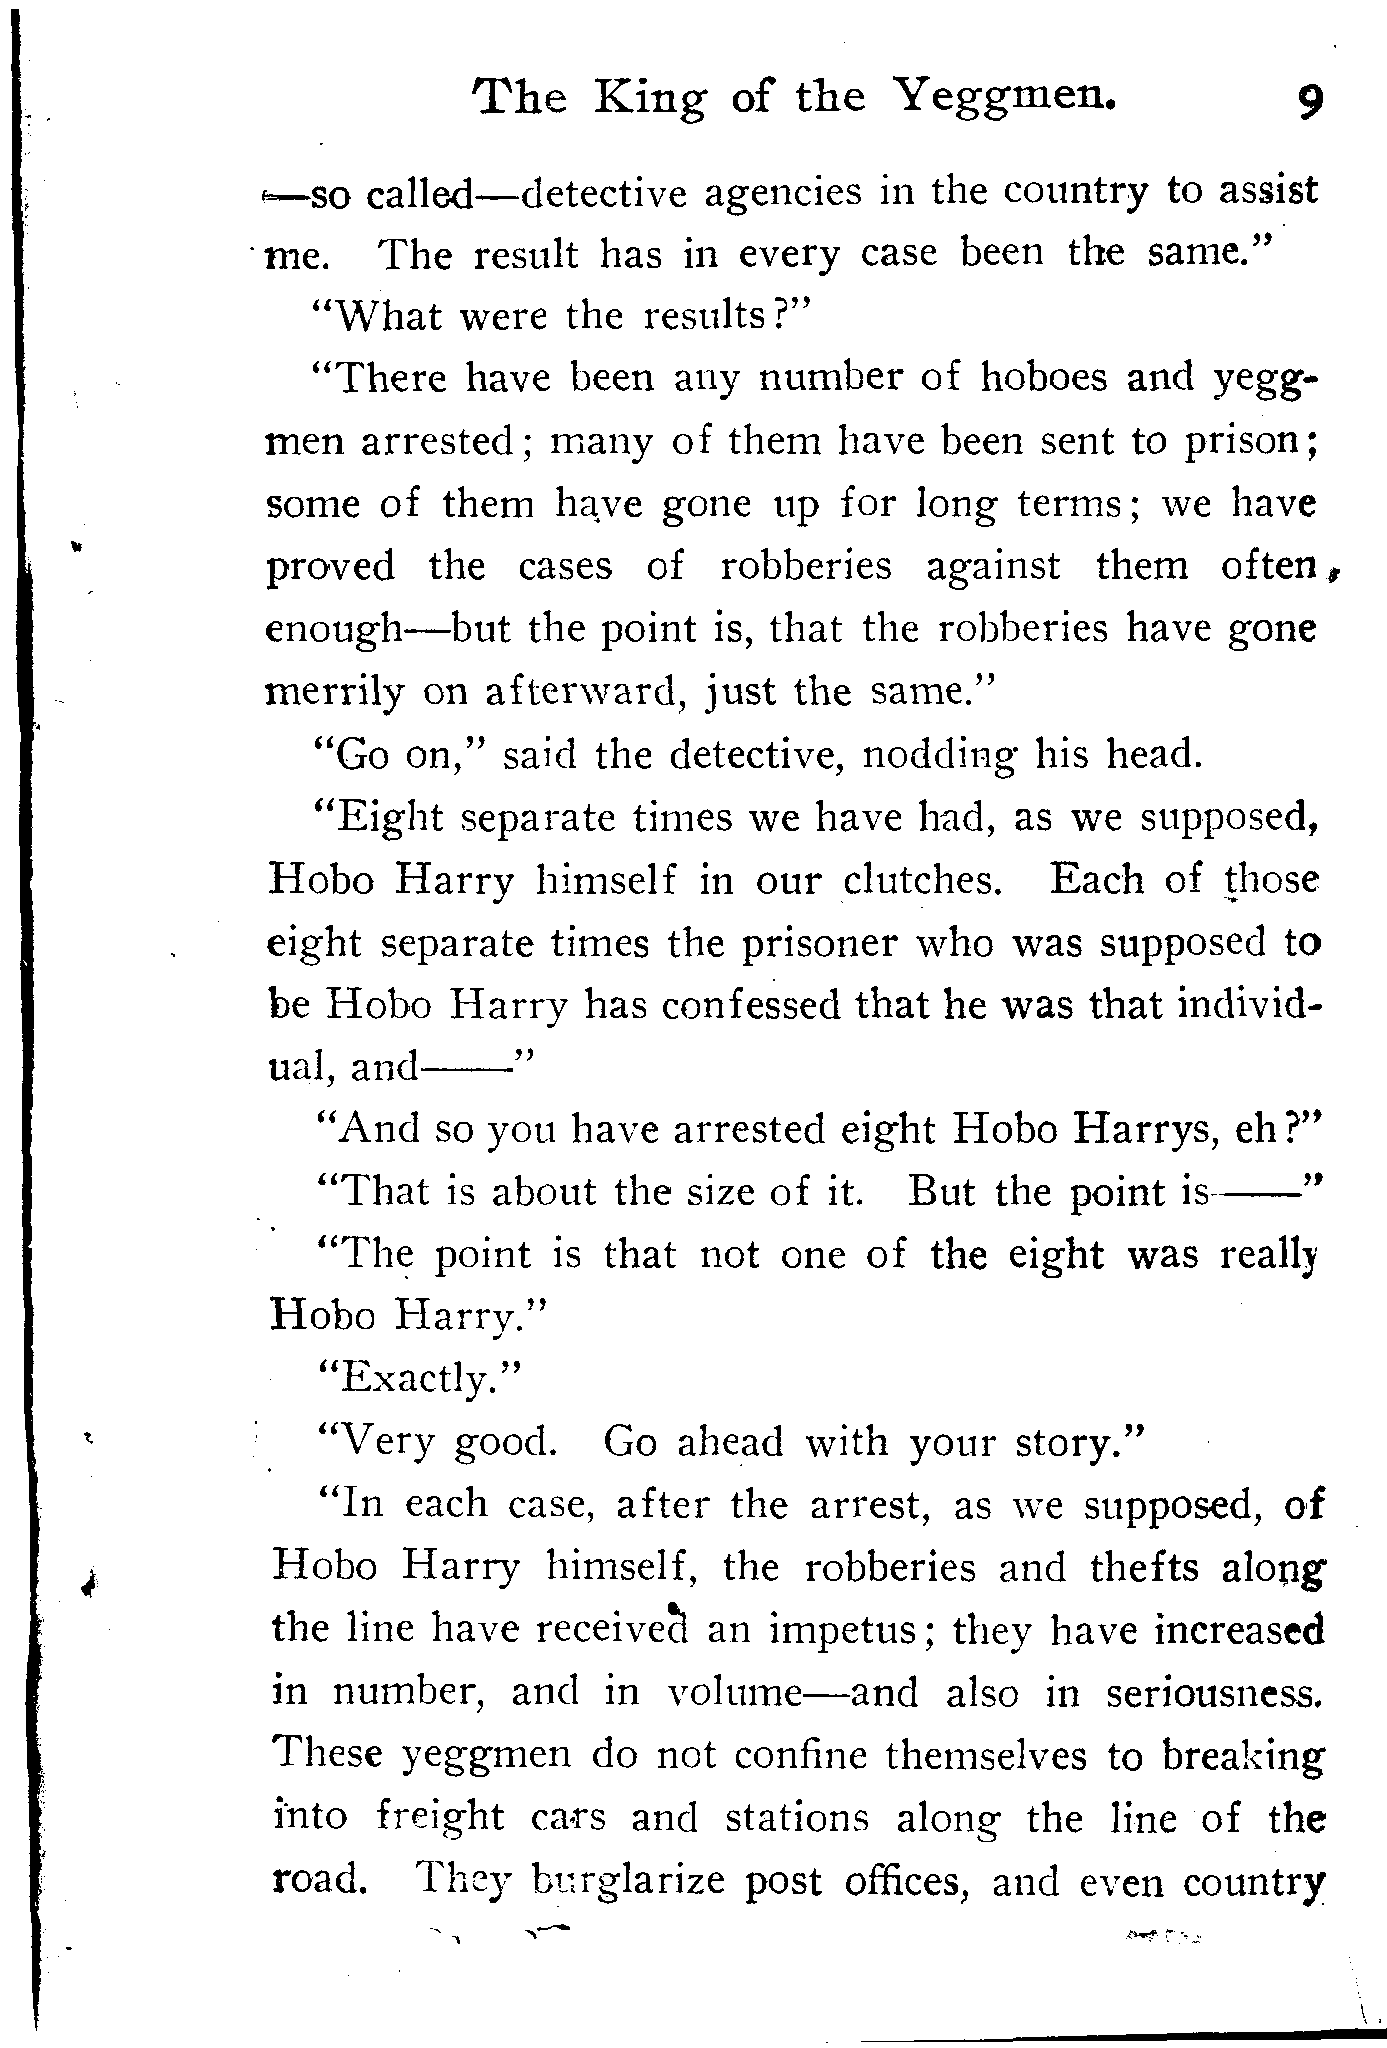 The King of the Yeggmen. 9
—so called—detective agencies in the country to assist
me. The result has in every case been the same."
"What were the results?"
"There have been any number of hoboes and yegg-
men arrested; many of them have been sent to prison;
some of them have gone up for long terms; we have
proved the cases of robberies against them often
enough—but the point is, that the robberies have gone
merrily on afterward, just the same."
"Go on," said the detective, nodding his head.
"Eight separate times we have had, as we supposed,
Hobo Harry himself in our clutches. Each of those
eight separate times the prisoner who was supposed to
be Hobo Harry has confessed that he was that individ-
ual, and——"
"And so you have arrested eight Hobo Harrys, eh?"
"That is about the size of it. But the point is——"
"The point is that not one of the eight was really
Hobo Harry."
"Exactly."
"Very good. Go ahead with your story."
"In each case, after the arrest, as we supposed, of
Hobo Harry himself, the robberies and thefts along
the line have received an impetus; they have increased
in number, and in volume—and also in seriousness.
These yeggmen do not confine themselves to breaking
into freight cars and stations along the line of the
road. They burglarize post offices, and even country